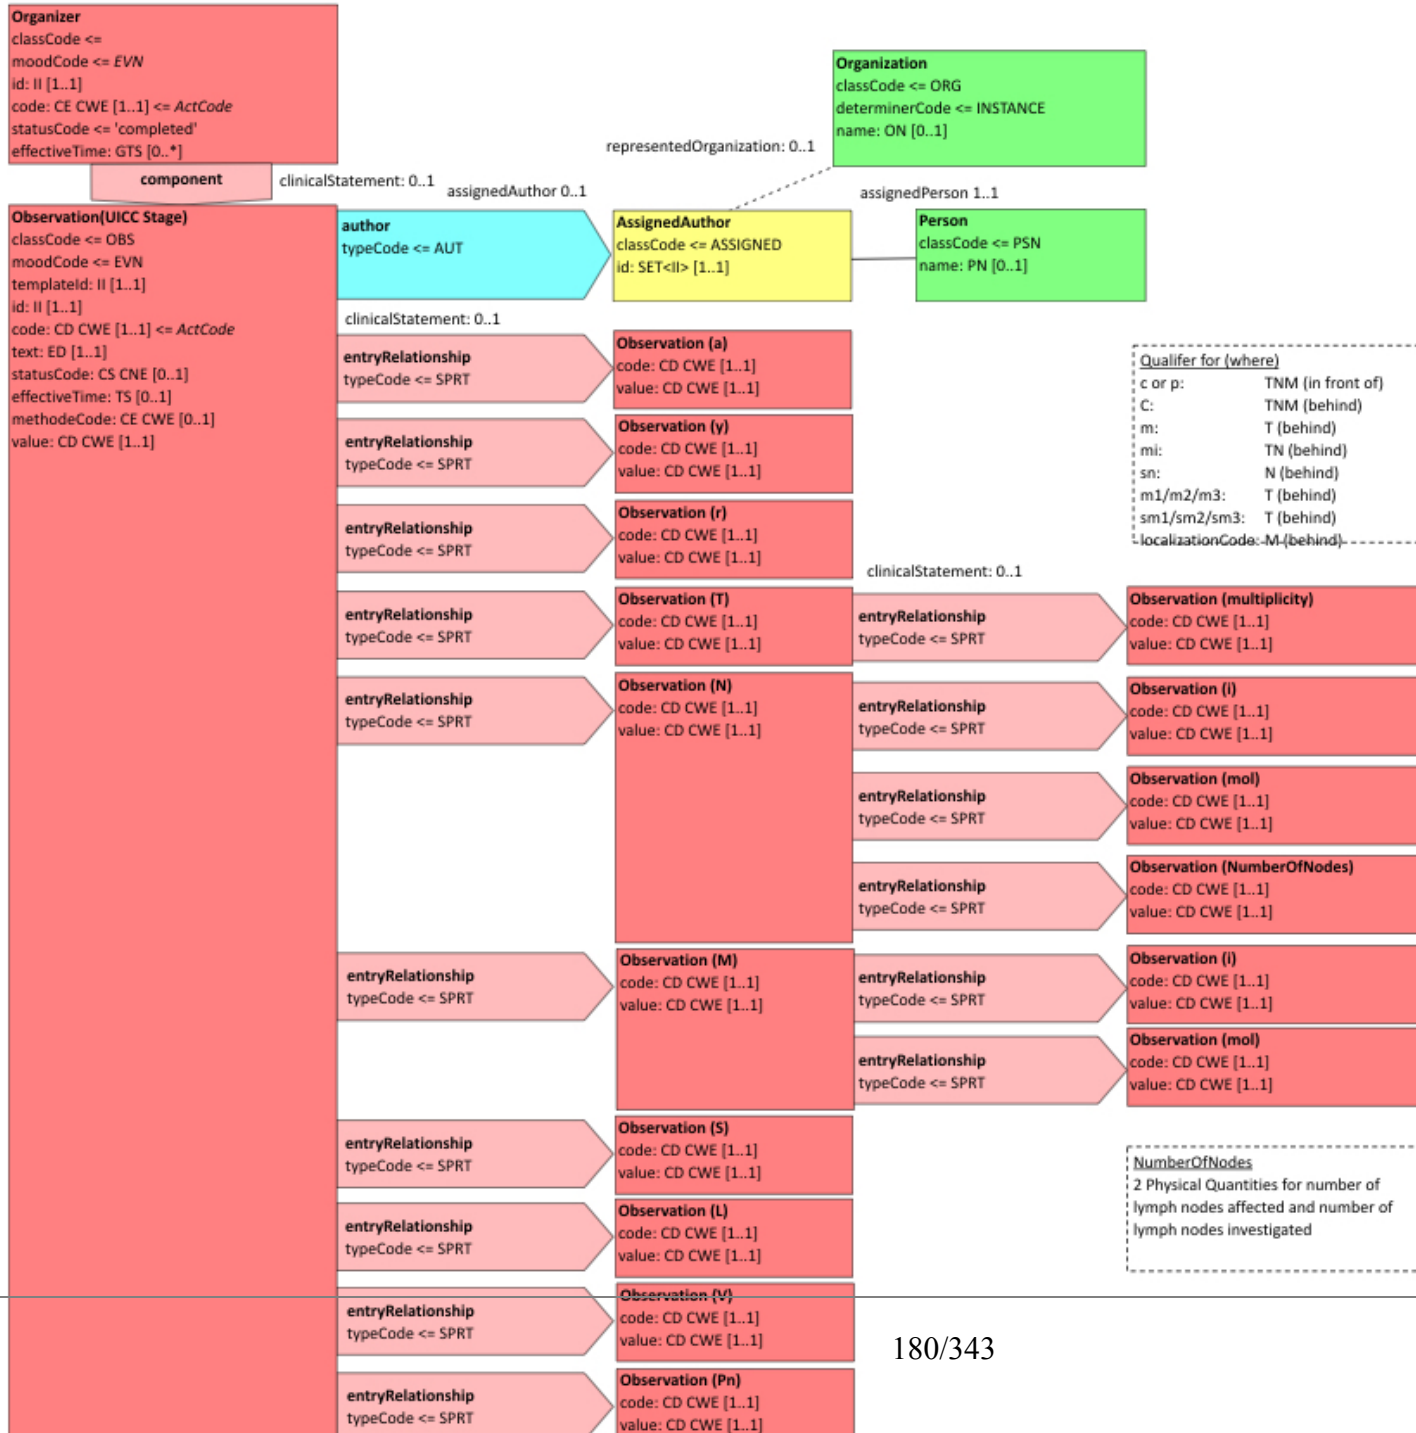 Organizer
classCode <=
moodCode <= EVN
id: II [1..1]
code: CE CWE [1..1] <= ActCode
statusCode <= 'completed'
effectiveTime: GTS [0..*]
component
clinicalStatement: 0..1
Organization
classCode <= ORG
determinerCode <= INSTANCE
name: ON [0..1]
representedOrganization: 0..1
assignedAuthor 0..1
assignedPerson 1..1
Observation(UICC Stage)
classCode <= OBS
moodCode <= EVN
templateId: II [1..1]
id: II [1..1]
code: CD CWE [1..1] <= ActCode
text: ED [1..1]
statusCode: CS CNE [0..1]
effectiveTime: TS [0..1]
methodeCode: CE CWE [0..1]
value: CD CWE [1..1]
author
typeCode <= AUT
AssignedAuthor
classCode <= ASSIGNED
id: SET<II> [1..1]
Person
classCode <= PSN
name: PN [0..1]
clinicalStatement: 0..1
entryRelationship
typeCode <= SPRT
Observation (a)
code: CD CWE [1..1]
value: CD CWE [1..1]
Qualifer for (where)
c or p: TNM (in front of)
C: TNM (behind)
m: T (behind)
mi: TN (behind)
sn: N (behind)
m1/m2/m3: T (behind)
sm1/sm2/sm3: T (behind)
localizationCode: M (behind)
entryRelationship
typeCode <= SPRT
Observation (y)
code: CD CWE [1..1]
value: CD CWE [1..1]
entryRelationship
typeCode <= SPRT
Observation (r)
code: CD CWE [1..1]
value: CD CWE [1..1]
clinicalStatement: 0..1
entryRelationship
typeCode <= SPRT
Observation (T)
code: CD CWE [1..1]
value: CD CWE [1..1]
entryRelationship
typeCode <= SPRT
Observation (multiplicity)
code: CD CWE [1..1]
value: CD CWE [1..1]
entryRelationship
typeCode <= SPRT
Observation (N)
code: CD CWE [1..1]
value: CD CWE [1..1]
entryRelationship
typeCode <= SPRT
Observation (i)
code: CD CWE [1..1]
value: CD CWE [1..1]
entryRelationship
typeCode <= SPRT
Observation (mol)
code: CD CWE [1..1]
value: CD CWE [1..1]
entryRelationship
typeCode <= SPRT
Observation (NumberOfNodes)
code: CD CWE [1..1]
value: CD CWE [1..1]
entryRelationship
typeCode <= SPRT
Observation (M)
code: CD CWE [1..1]
value: CD CWE [1..1]
entryRelationship
typeCode <= SPRT
Observation (i)
code: CD CWE [1..1]
value: CD CWE [1..1]
entryRelationship
typeCode <= SPRT
Observation (mol)
code: CD CWE [1..1]
value: CD CWE [1..1]
entryRelationship
typeCode <= SPRT
Observation (S)
code: CD CWE [1..1]
value: CD CWE [1..1]
NumberOfNodes
2 Physical Quantities for number of
lymph nodes affected and number of
lymph nodes investigated
entryRelationship
typeCode <= SPRT
Observation (L)
code: CD CWE [1..1]
value: CD CWE [1..1]
entryRelationship
typeCode <= SPRT
Observation (V)
code: CD CWE [1..1]
value: CD CWE [1..1]
180/343
entryRelationship
typeCode <= SPRT
Observation (Pn)
code: CD CWE [1..1]
value: CD CWE [1..1]